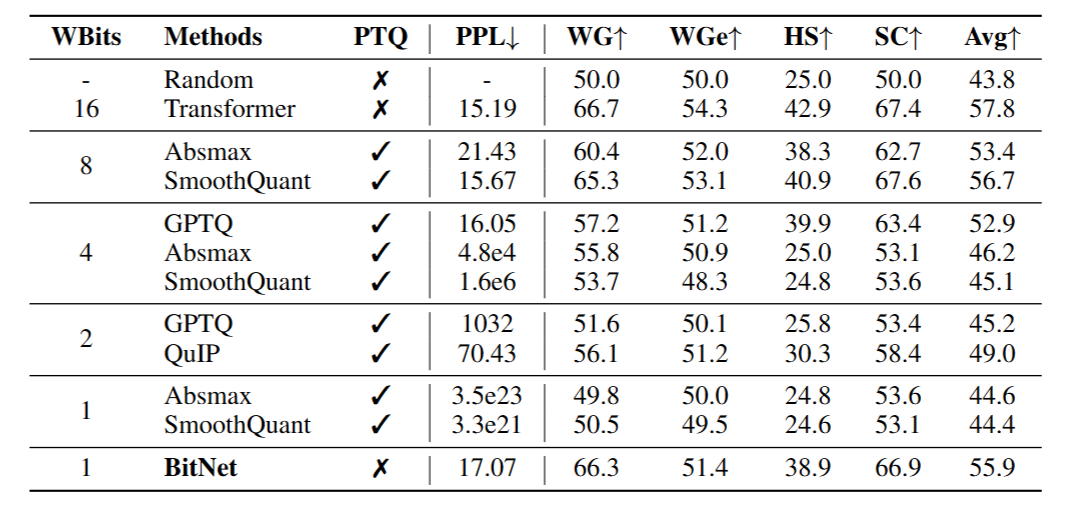 WBits Methods PTQ PPL↓ WG↑ WGe↑ HS↑ SC↑ Avg↑
- Random ✗ - 50.0 50.0 25.0 50.0 43.8
16 Transformer ✗ 15.19 66.7 54.3 42.9 67.4 57.8
8 Absmax ✓ 21.43 60.4 52.0 38.3 62.7 53.4
SmoothQuant ✓ 15.67 65.3 53.1 40.9 67.6 56.7
GPTQ ✓ 16.05 57.2 51.2 39.9 63.4 52.9
4 Absmax ✓ 4.8e4 55.8 50.9 25.0 53.1 46.2
SmoothQuant ✓ 1.6e6 53.7 48.3 24.8 53.6 45.1
2 GPTQ ✓ 1032 51.6 50.1 25.8 53.4 45.2
QuIP ✓ 70.43 56.1 51.2 30.3 58.4 49.0
1 Absmax ✓ 3.5e23 49.8 50.0 24.8 53.6 44.6
SmoothQuant ✓ 3.3e21 50.5 49.5 24.6 53.1 44.4
1 BitNet ✗ 17.07 66.3 51.4 38.9 66.9 55.9